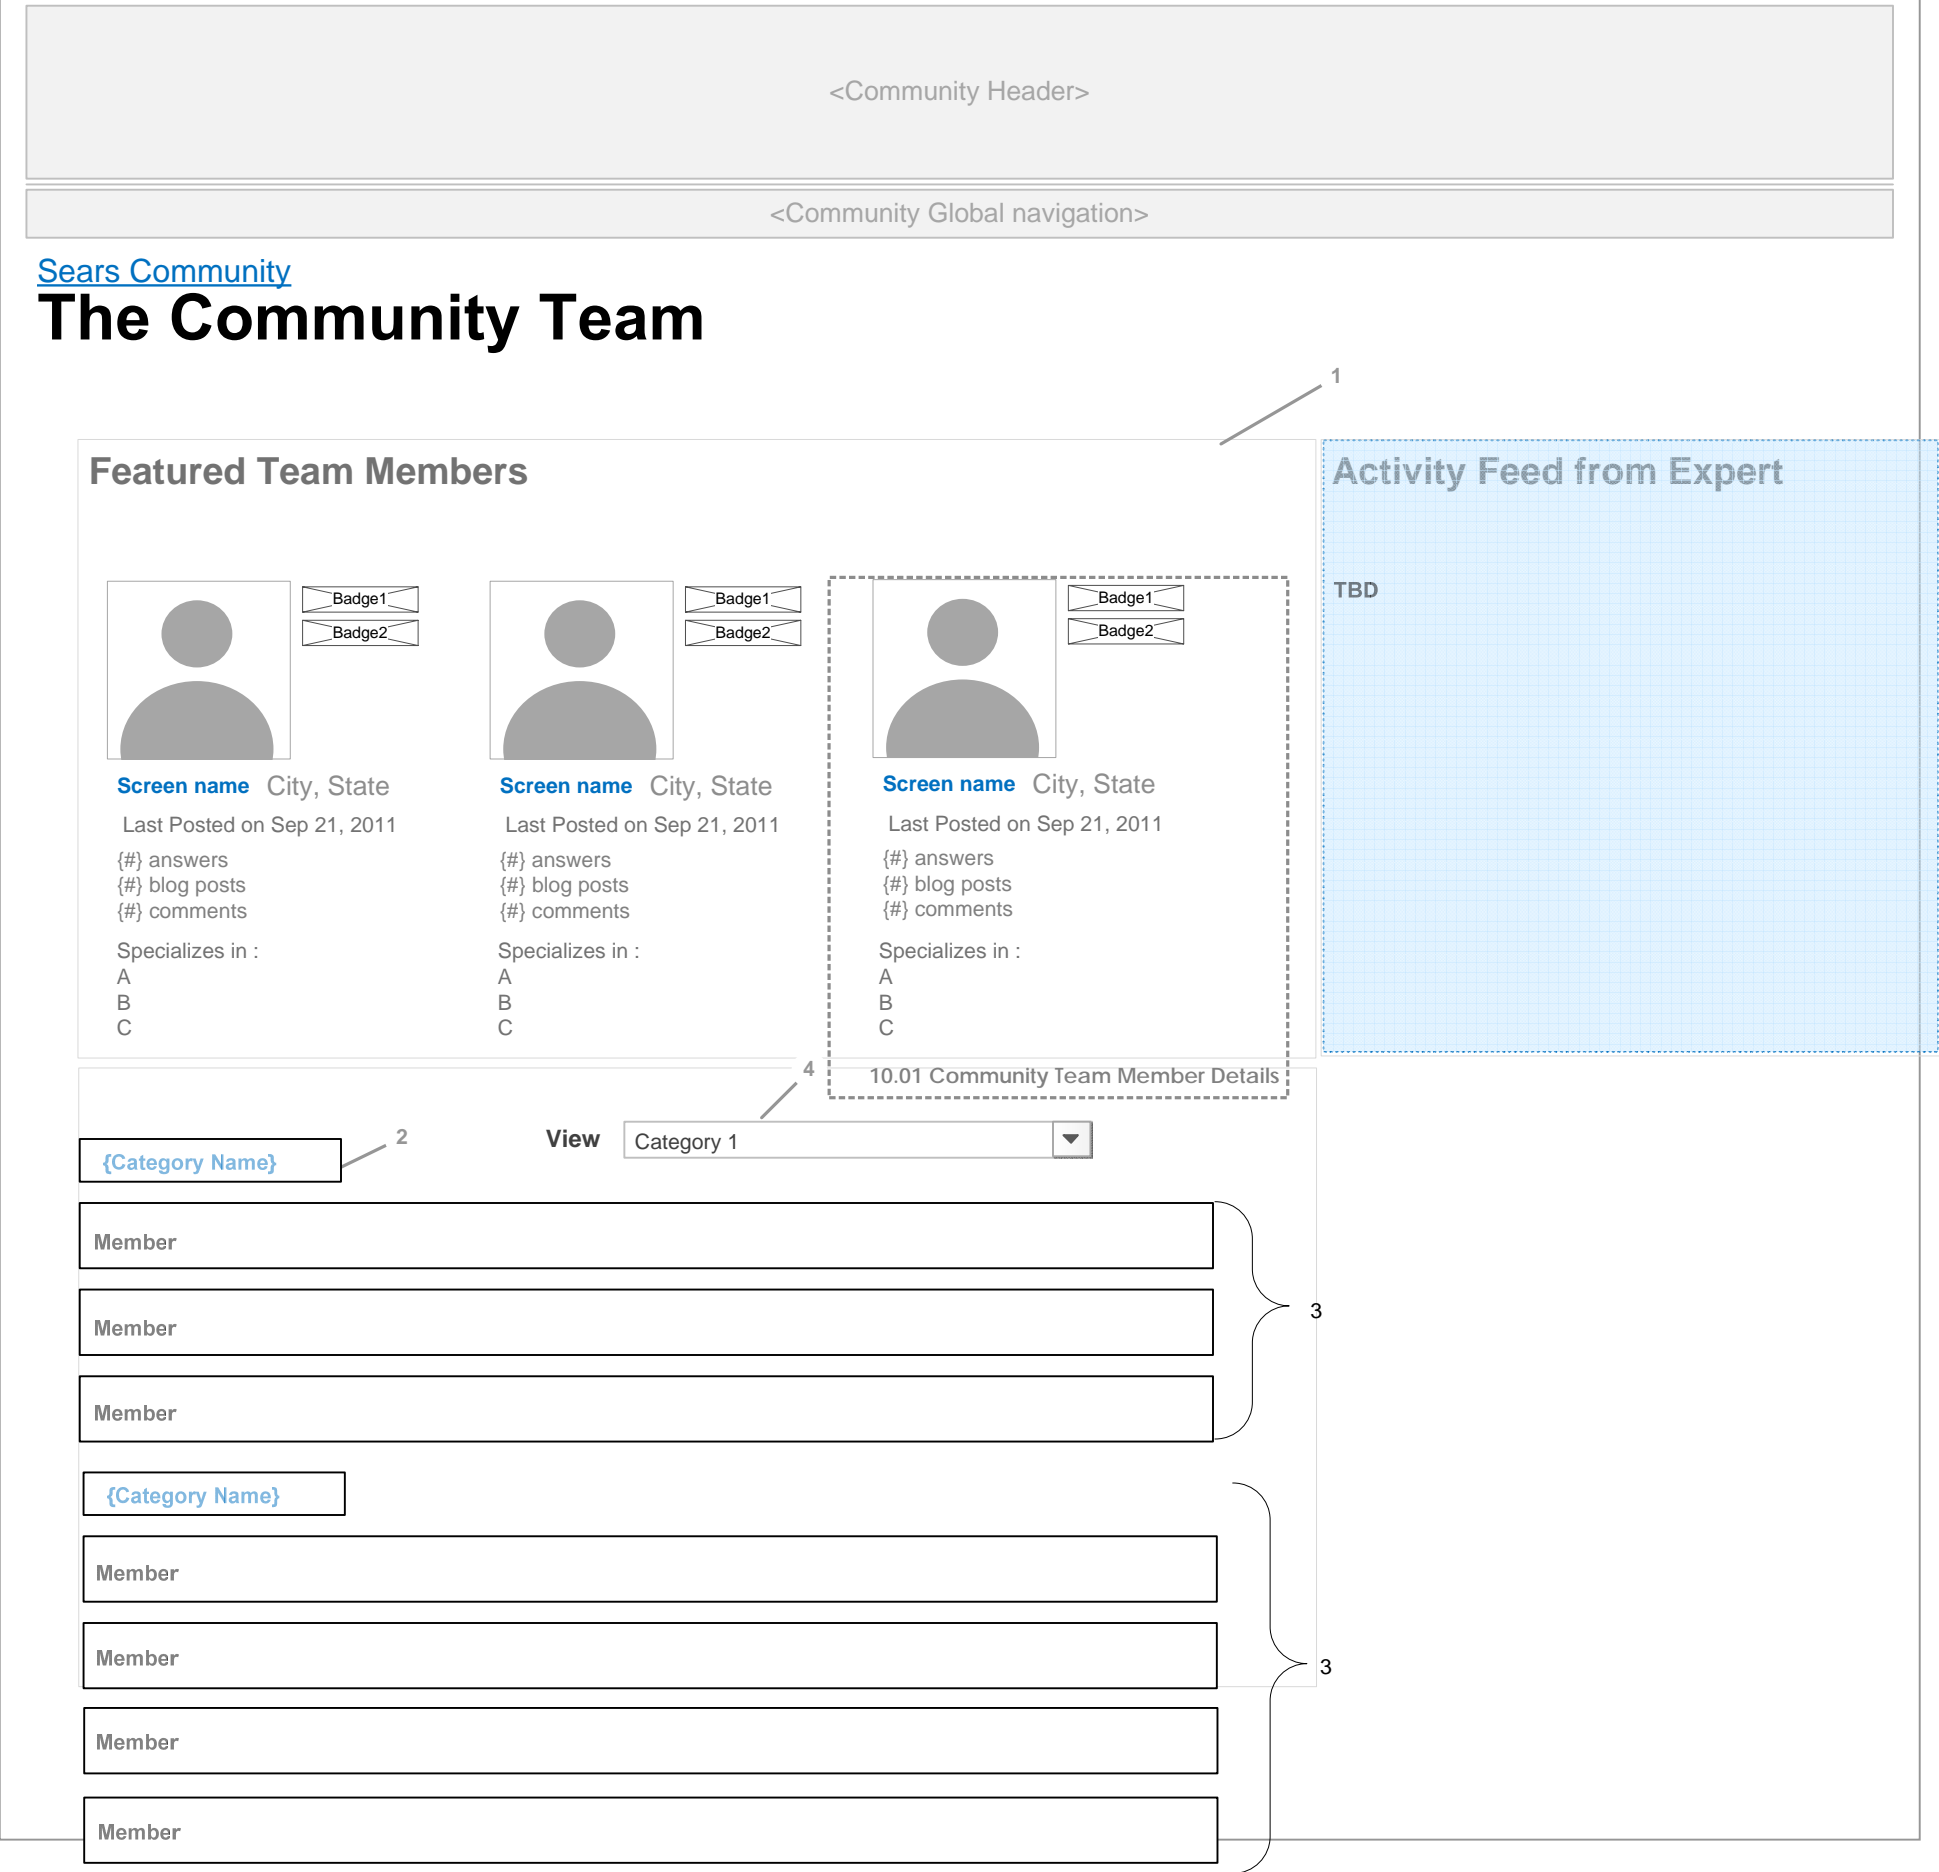 <Community Header>
<Community Global navigation>
Sears Community
The Community Team
1
Featured Team Members
Activity Feed from Expert
TBD
Badge1
Badge2
Screen name City, State
Last Posted on Sep 21, 2011
{#} answers
{#} blog posts
{#} comments
Specializes in :
A
B
C
Badge1
Badge2
Screen name City, State
Last Posted on Sep 21, 2011
{#} answers
{#} blog posts
{#} comments
Specializes in :
A
B
C
Badge1
Badge2
Screen name City, State
Last Posted on Sep 21, 2011
{#} answers
{#} blog posts
{#} comments
Specializes in :
A
B
C
10.01 Community Team Member Details
4
2
View Category 1
{Category Name}
Member
Member
Member
3
{Category Name}
Member
Member
Member
Member
3